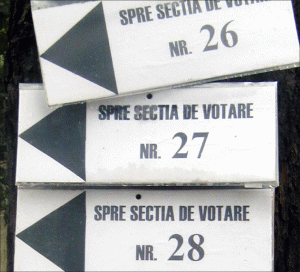 SPRE SECTIA DE VOTARE
NR. 26
SPRE SECTIA DE VOTARE
NR. 27
SPRE SECTIA DE VOTARE
NR. 28